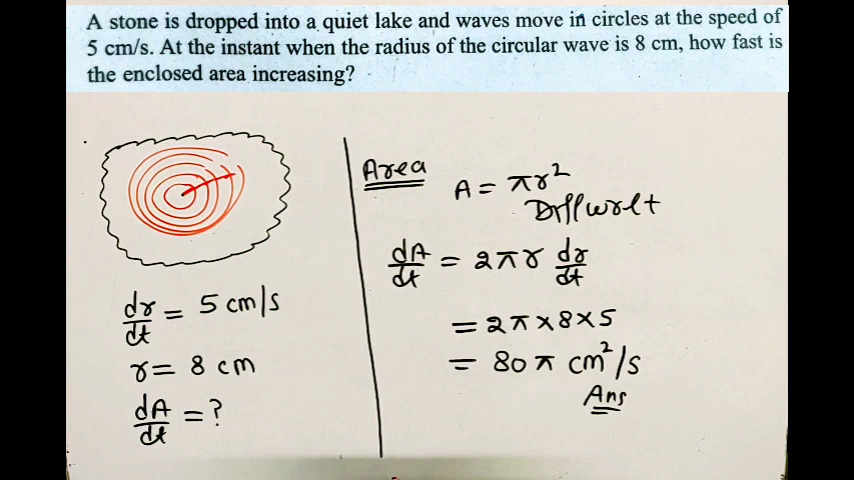 A stone is dropped into a quiet lake and waves move in circles at the speed of
5 cm/s. At the instant when the radius of the circular wave is 8 cm, how fast is
the enclosed area increasing?
dr/dt = 5 cm/s
r = 8 cm
dA/dt = ?
Area
A = πr²
Diff w r t t
dA/dt = 2πr dr/dt
= 2π×8×5
= 80π cm²/s
Ans